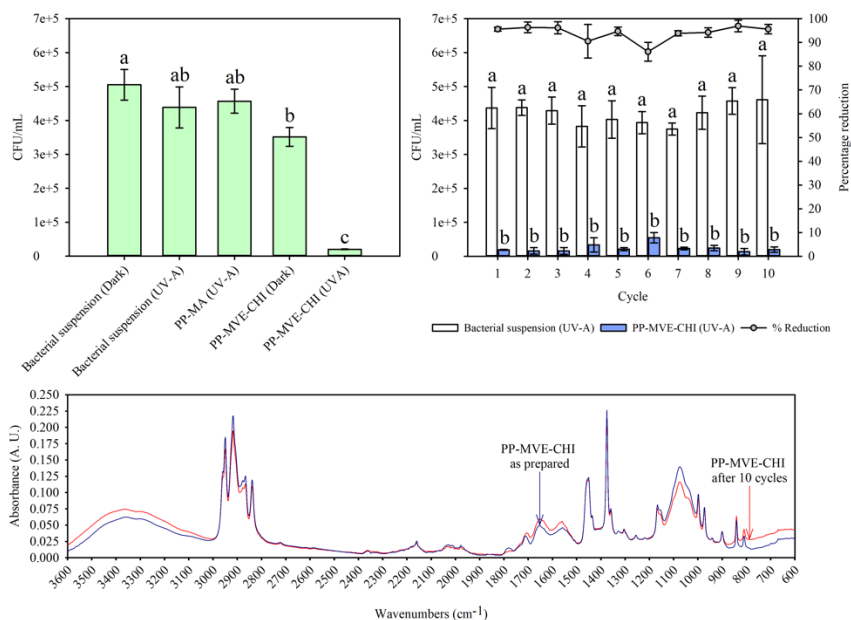 7e+5
6e+5
5e+5
4e+5
3e+5
2e+5
1e+5
0
CFU/mL
a
ab
ab
b
c
Bacterial suspension (Dark)
Bacterial suspension (UV-A)
PP-MA (UV-A)
PP-MVE-CHI (Dark)
PP-MVE-CHI (UVA)
7e+5
6e+5
5e+5
4e+5
3e+5
2e+5
1e+5
0
CFU/mL
a a a a a a a a a a
b b b b b b b b b b
100
90
80
70
60
50
40
30
20
10
0
Percentage reduction
1 2 3 4 5 6 7 8 9 10
Cycle
Bacterial suspension (UV-A) PP-MVE-CHI (UV-A) % Reduction
0.250
0.225
0.200
0.175
0.150
0.125
0.100
0.075
0.050
0.025
0.000
Absorbance (A. U.)
PP-MVE-CHI
as prepared
PP-MVE-CHI
after 10 cycles
3600 3400 3300 3200 3100 3000 2900 2800 2700 2600 2500 2400 2300 2200 2100 2000 1900 1800 1700 1600 1500 1400 1300 1200 1100 1000 900 800 700 600
Wavenumbers (cm-1)